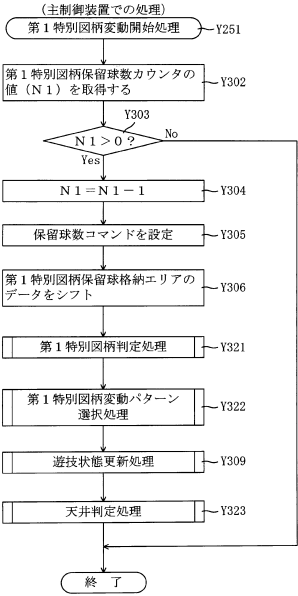 （主制御装置での処理）
第１特別図柄変動開始処理
Y251
第１特別図柄保留球数カウンタの
値（Ｎ１）を取得する
Y302
Y303
Ｎ１＞０？
No
Yes
Ｎ１＝Ｎ１－１
Y304
保留球数コマンドを設定
Y305
第１特別図柄保留球格納エリアの
データをシフト
Y306
第１特別図柄判定処理
Y321
第１特別図柄変動パターン
選択処理
Y322
遊技状態更新処理
Y309
天井判定処理
Y323
終　了